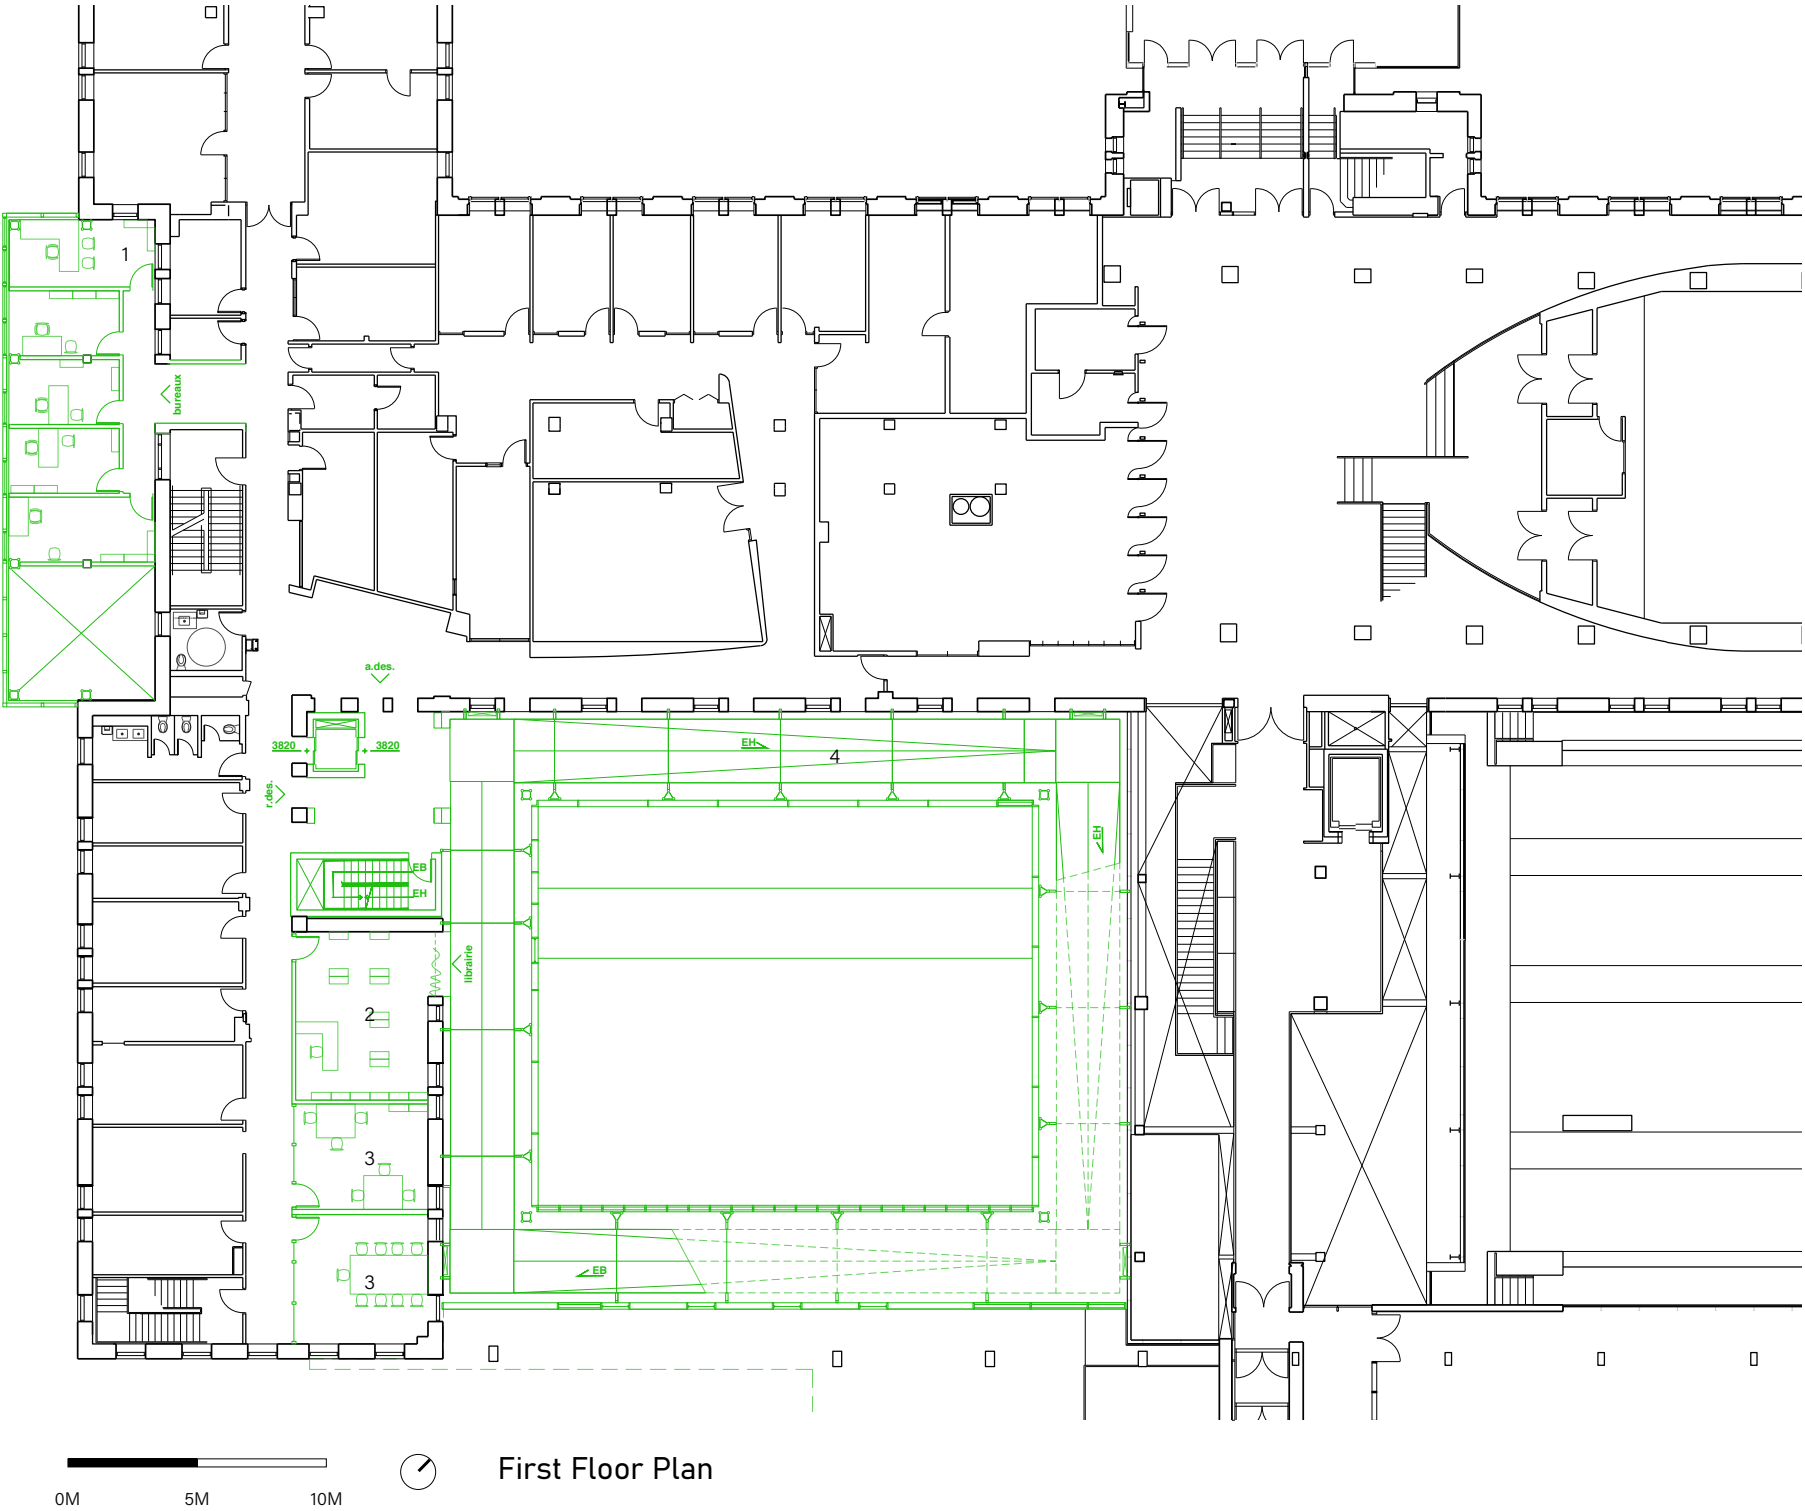 1
bureaux
a.des.
3820
3820
EH
4
r.des.
EH
EB
EH
librairie
2
3
EB
3
First Floor Plan
0M
5M
10M